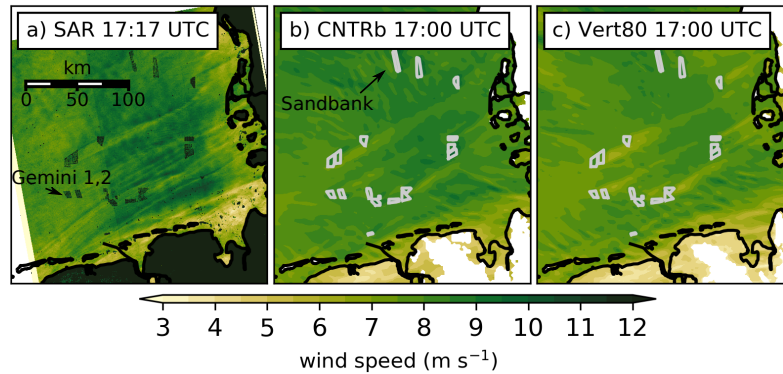 a) SAR 17:17 UTC
b) CNTRb 17:00 UTC
c) Vert80 17:00 UTC
km
0 50 100
Sandbank
Gemini 1,2
3 4 5 6 7 8 9 10 11 12
wind speed (m s⁻¹)